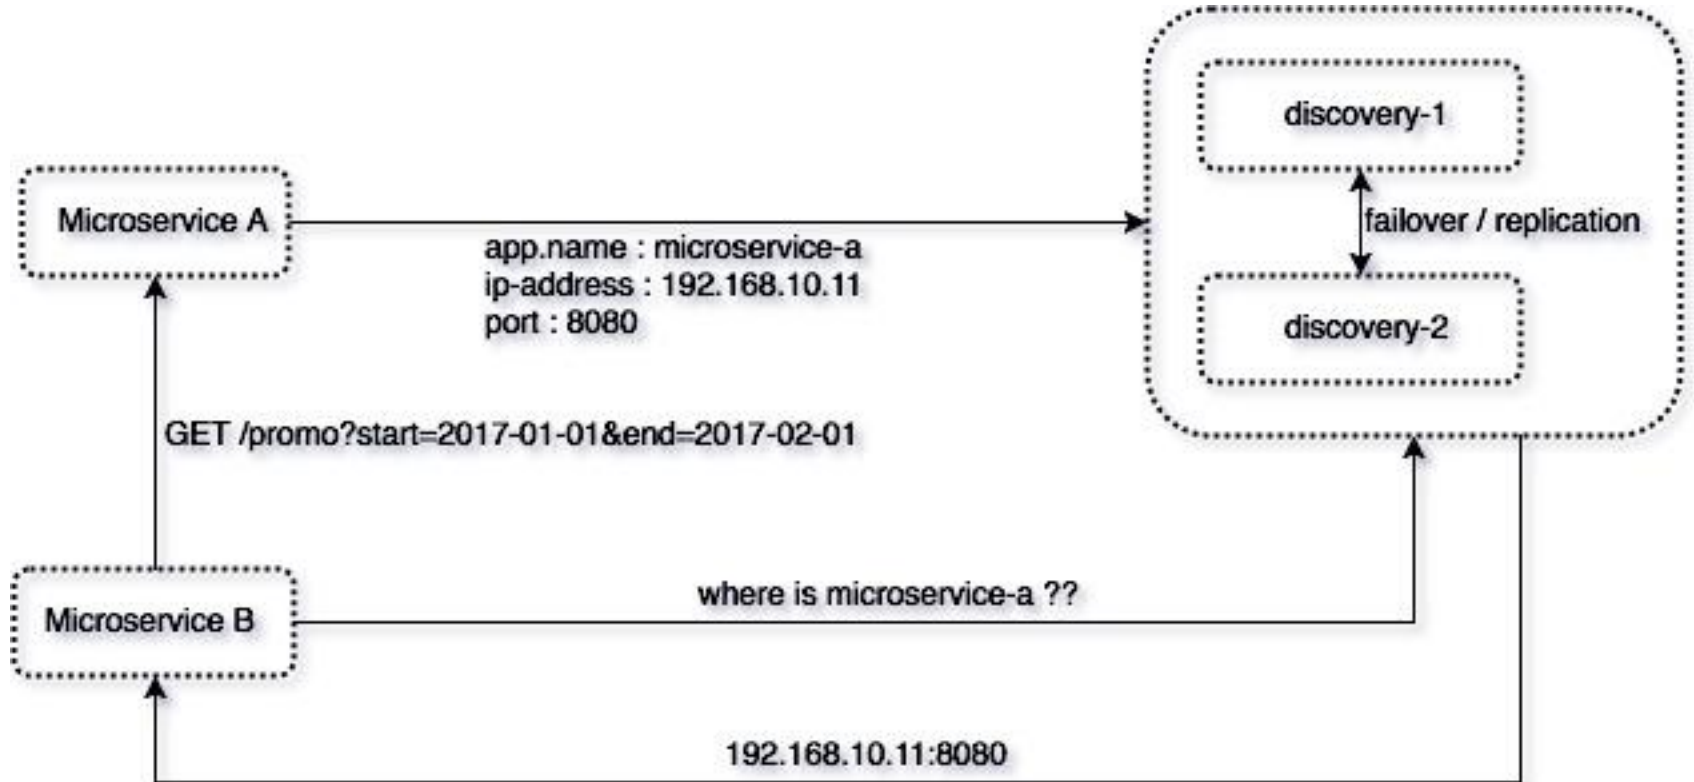 discovery-1
failover / replication
discovery-2
Microservice A
app.name : microservice-a
ip-address : 192.168.10.11
port : 8080
GET /promo?start=2017-01-01&end=2017-02-01
Microservice B
where is microservice-a ??
192.168.10.11:8080